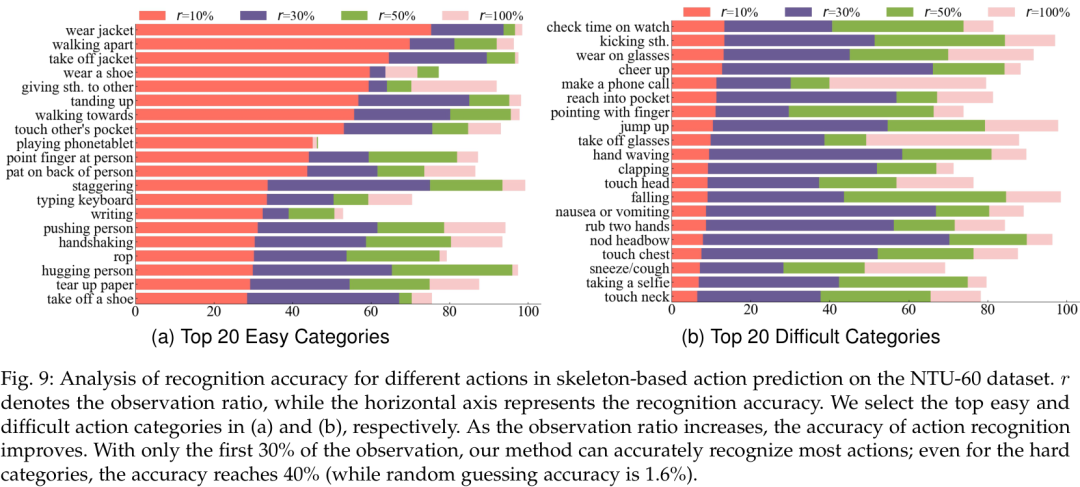 r=10% r=30% r=50% r=100%
wear jacket
walking apart
take off jacket
wear a shoe
giving sth. to other
tanding up
walking towards
touch other's pocket
playing phonetablet
point finger at person
pat on back of person
staggering
typing keyboard
writing
pushing person
handshaking
rop
hugging person
tear up paper
take off a shoe
0 20 40 60 80 100
(a) Top 20 Easy Categories
r=10% r=30% r=50% r=100%
check time on watch
kicking sth.
wear on glasses
cheer up
make a phone call
reach into pocket
pointing with finger
jump up
take off glasses
hand waving
clapping
touch head
falling
nausea or vomiting
rub two hands
nod headbow
touch chest
sneeze/cough
taking a selfie
touch neck
0 20 40 60 80 100
(b) Top 20 Difficult Categories
Fig. 9: Analysis of recognition accuracy for different actions in skeleton-based action prediction on the NTU-60 dataset. r
denotes the observation ratio, while the horizontal axis represents the recognition accuracy. We select the top easy and
difficult action categories in (a) and (b), respectively. As the observation ratio increases, the accuracy of action recognition
improves. With only the first 30% of the observation, our method can accurately recognize most actions; even for the hard
categories, the accuracy reaches 40% (while random guessing accuracy is 1.6%).